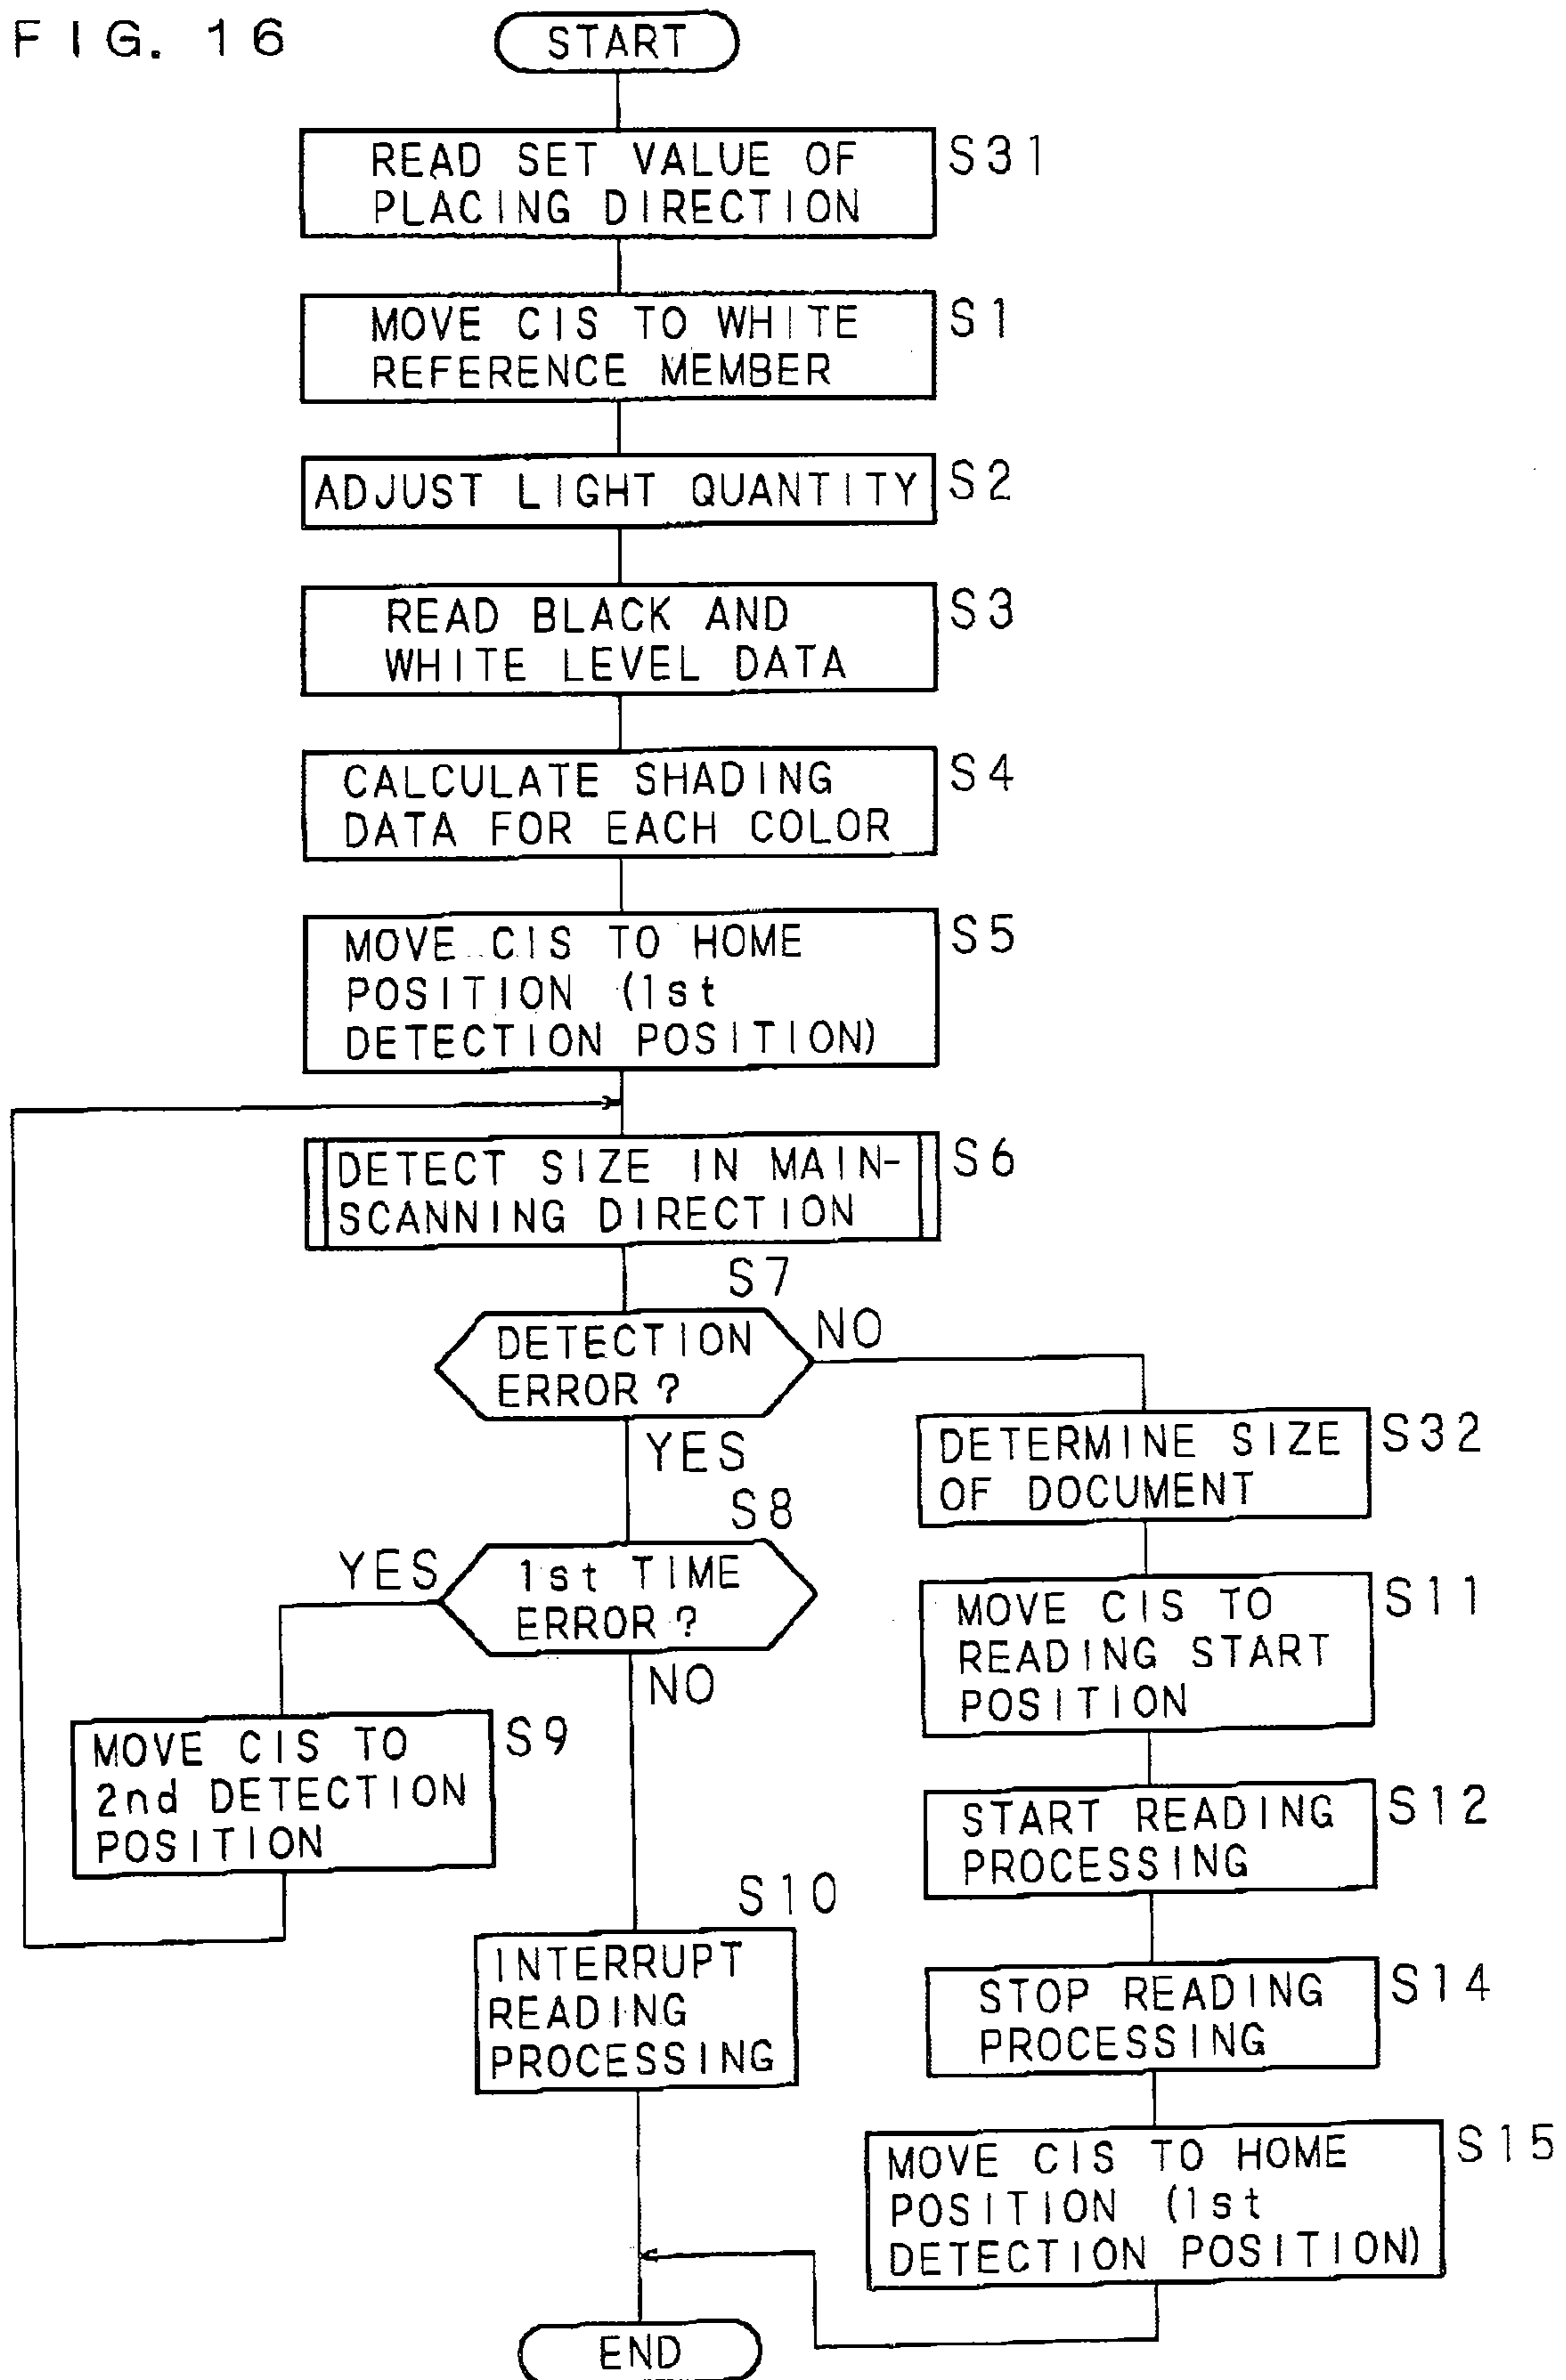 FIG. 16
START
READ SET VALUE OF
PLACING DIRECTION
S31
MOVE CIS TO WHITE
REFERENCE MEMBER
S1
ADJUST LIGHT QUANTITY
S2
READ BLACK AND
WHITE LEVEL DATA
S3
CALCULATE SHADING
DATA FOR EACH COLOR
S4
MOVE CIS TO HOME
POSITION (1st
DETECTION POSITION)
S5
DETECT SIZE IN MAIN-
SCANNING DIRECTION
S6
S7
DETECTION
ERROR?
NO
YES
S8
1st TIME
ERROR?
YES
NO
MOVE CIS TO
2nd DETECTION
POSITION
S9
S10
INTERRUPT
READING
PROCESSING
DETERMINE SIZE
OF DOCUMENT
S32
MOVE CIS TO
READING START
POSITION
S11
START READING
PROCESSING
S12
STOP READING
PROCESSING
S14
MOVE CIS TO HOME
POSITION (1st
DETECTION POSITION)
S15
END